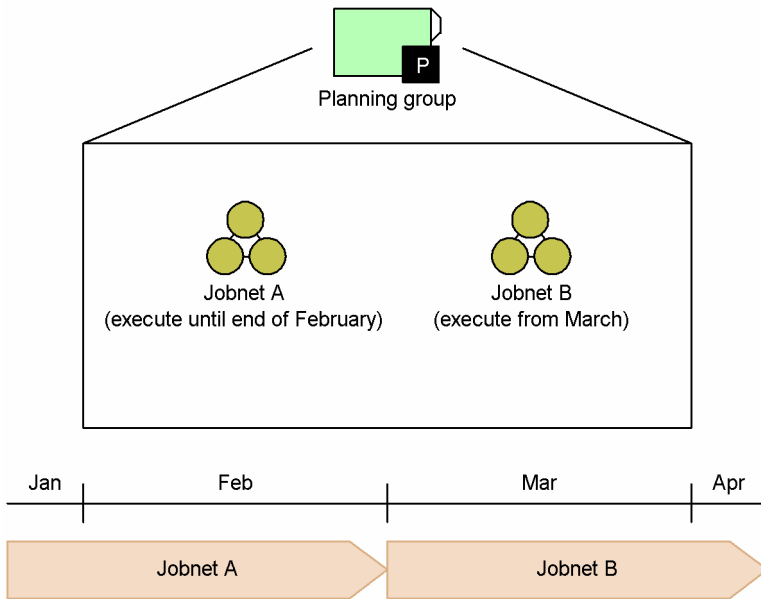 P
Planning group
Jobnet A
(execute until end of February)
Jobnet B
(execute from March)
Jan
Feb
Mar
Apr
Jobnet A
Jobnet B